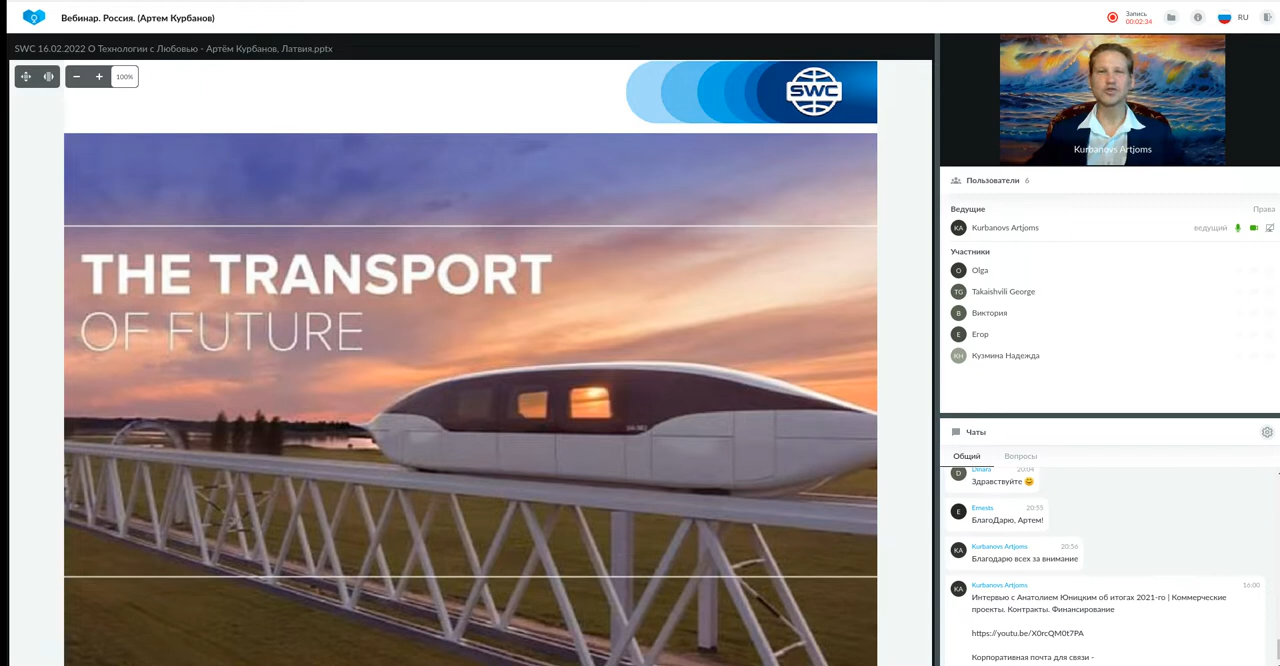 Вебинар. Россия. (Артем Курбанов)
Запись
00:02:34
RU
SWC 16.02.2022 О Технологии с Любовью - Артём Курбанов, Латвия.pptx
100%
SWC
THE TRANSPORT
OF FUTURE
Kurbanovs Artjoms
Пользователи 6
Ведущие Права
KA Kurbanovs Artjoms ведущий
Участники
O Olga
TG Takaishvili George
В Виктория
Е Егор
КН Кузмина Надежда
Чаты
Общий Вопросы
D Dinara 20:04
Здравствуйте
E Ernests 20:55
БлагоДарю, Артем!
KA Kurbanovs Artjoms 20:56
Благодарю всех за внимание
KA Kurbanovs Artjoms 16:00
Интервью с Анатолием Юницким об итогах 2021-го | Коммерческие
проекты. Контракты. Финансирование
https://youtu.be/X0rcQM0t7PA
Корпоративная почта для связи -